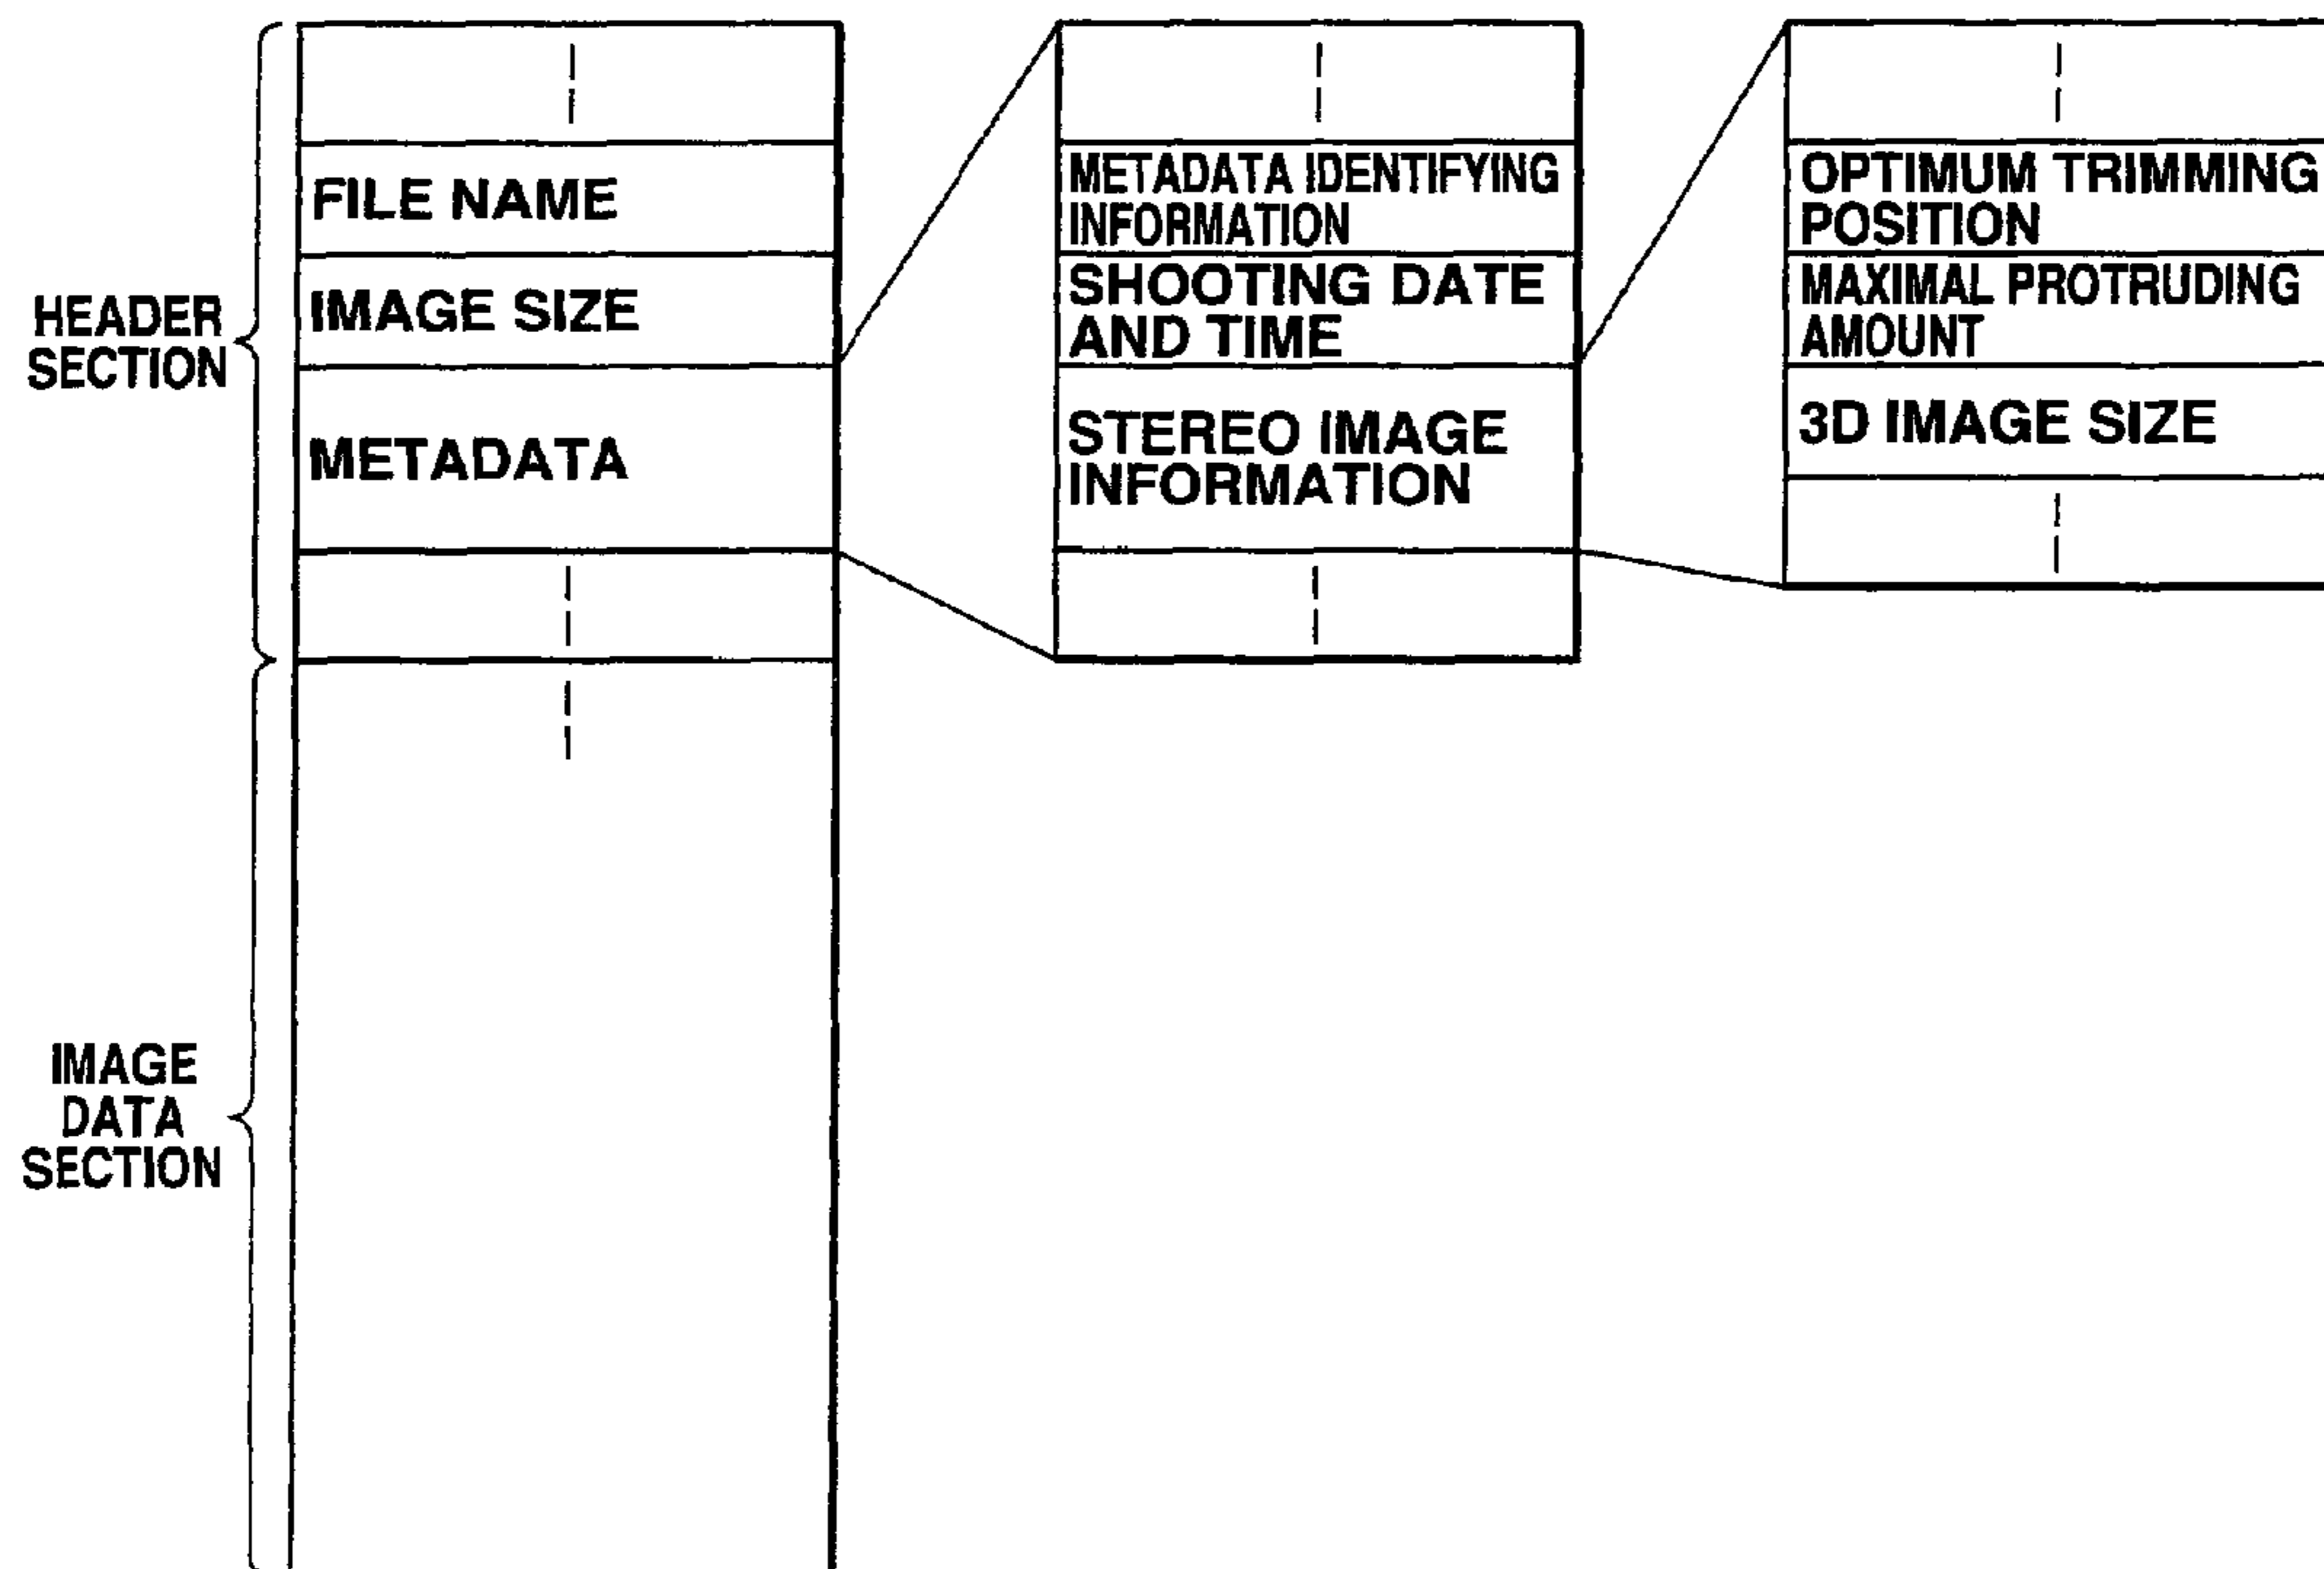 HEADER
SECTION
FILE NAME
IMAGE SIZE
METADATA
IMAGE
DATA
SECTION
METADATA IDENTIFYING
INFORMATION
SHOOTING DATE
AND TIME
STEREO IMAGE
INFORMATION
OPTIMUM TRIMMING
POSITION
MAXIMAL PROTRUDING
AMOUNT
3D IMAGE SIZE